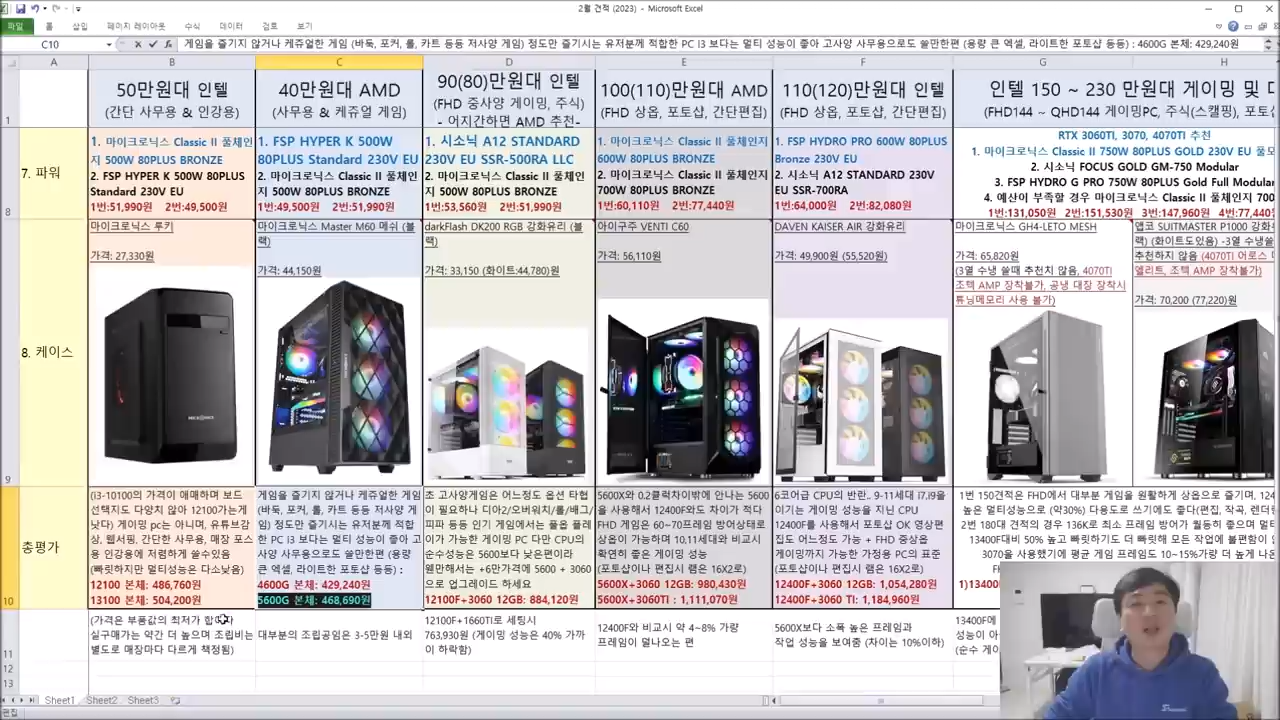 2월 견적 (2023) - Microsoft Excel
파일 홈 삽입 페이지 레이아웃 수식 데이터 검토 보기
C10
게임을 즐기지 않거나 케쥬얼한 게임 (바둑, 포커, 롤, 카트 등등 저사양 게임) 정도만 즐기시는 유저분께 적합한 PC i3 보다는 멀티 성능이 좋아 고사양 사무용으로도 쓸만한편 (용량 큰 엑셀, 라이트한 포토샵 등등) : 4600G 본체: 429,240원
A B C D E F G H
1
50만원대 인텔
(간단 사무용 & 인강용)
40만원대 AMD
(사무용 & 케쥬얼 게임)
90(80)만원대 인텔
(FHD 중사양 게이밍, 주식)
- 어지간하면 AMD 추천-
100(110)만원대 AMD
(FHD 상옵, 포토샵, 간단편집)
110(120)만원대 인텔
(FHD 상옵, 포토샵, 간단편집)
인텔 150 ~ 230 만원대 게이밍 및 
(FHD144 ~ QHD144 게이밍PC, 주식(스캘핑), 포토
8
7. 파워
1. 마이크로닉스 Classic II 풀체인
지 500W 80PLUS BRONZE
2. FSP HYPER K 500W 80PLUS
Standard 230V EU
1번:51,990원 2번:49,500원
1. FSP HYPER K 500W
80PLUS Standard 230V EU
2. 마이크로닉스 Classic II 풀체인
지 500W 80PLUS BRONZE
1번:49,500원 2번:51,990원
1. 시소닉 A12 STANDARD
230V EU SSR-500RA LLC
2. 마이크로닉스 Classic II 풀체인
지 500W 80PLUS BRONZE
1번:53,560원 2번:51,990원
1. 마이크로닉스 Classic II 풀체인지
600W 80PLUS BRONZE
2. 마이크로닉스 Classic II 풀체인지
700W 80PLUS BRONZE
1번:60,110원 2번:77,440원
1. FSP HYDRO PRO 600W 80PLUS
Bronze 230V EU
2. 시소닉 A12 STANDARD 230V
EU SSR-700RA
1번:64,000원 2번:82,080원
RTX 3060TI, 3070, 4070TI 추천
1. 마이크로닉스 Classic II 750W 80PLUS GOLD 230V EU 풀모
2. 시소닉 FOCUS GOLD GM-750 Modular
3. FSP HYDRO G PRO 750W 80PLUS Gold Full Modular
4. 예산이 부족할 경우 마이크로닉스 Classic II 풀체인지 700
1번:131,050원 2번:151,530원 3번:147,960원 4번:77,440원
9
8. 케이스
마이크로닉스 루키
가격: 27,330원
마이크로닉스 Master M60 메쉬 (블
랙)
가격: 44,150원
darkFlash DK200 RGB 강화유리 (블
랙)
가격: 33,150 (화이트:44,780원)
아이구주 VENTI C60
가격: 56,110원
DAVEN KAISER AIR 강화유리
가격: 49,900원 (55,520원)
마이크로닉스 GH4-LETO MESH
가격: 65,820원
(3열 수냉 쓸때 추천치 않음, 4070TI
조텍 AMP 장착불가, 공냉 대장 장착시
튜닝메모리 사용 불가)
앱코 SUITMASTER P1000 강화유
랙) (화이트도있음) -3열 수냉쓸
추천하지 않음 (4070TI 어로스 마
엘리트, 조텍 AMP 장착불가)
가격: 70,200 (77,220)원
10
총평가
(i3-10100의 가격이 애매하며 보드
선택지도 다양치 않아 12100가는게
낫다) 게이밍 pc는 아니며, 유튜브감
상, 웹서핑, 간단한 사무용, 매장 포스
용 인강용에 저렴하게 쓸수있음
(빠릿하지만 멀티성능은 다소낮음)
12100 본체: 486,760원
13100 본체: 504,200원
게임을 즐기지 않거나 케쥬얼한 게임
(바둑, 포커, 롤, 카트 등등 저사양 게
임) 정도만 즐기시는 유저분께 적합
한 PC i3 보다는 멀티 성능이 좋아 고
사양 사무용으로도 쓸만한편 (용량
큰 엑셀, 라이트한 포토샵 등등) :
4600G 본체: 429,240원
5600G 본체: 468,690원
초 고사양게임은 어느정도 옵션 타협
이 필요하나 디아2/오버워치/롤/배그/
피파 등등 인기 게임에서는 풀옵 플레
이가 가능한 게이밍 PC 다만 CPU의
순수성능은 5600보다 낮은편이라
웬만해서는 +6만가격에 5600 + 3060
으로 업그레이드 하세요
12100F+3060 12GB: 884,120원
5600X와 0.2클럭차이밖에 안나는 5600
을 사용해서 12400F와도 차이가 적다
FHD 게임은 60~70프레임 방어상태로
상옵이 가능하며 10,11세대와 비교시
확연히 좋은 게이밍 성능
(포토샵이나 편집시 램은 16X2로)
5600X+3060 12GB: 980,430원
5600X+3060TI : 1,111,070원
6코어급 CPU의 반란.. 9-11세대 i7,i9을
이기는 게이밍 성능을 지닌 CPU
12400F를 사용해서 포토샵 OK 영상편
집도 어느정도 가능 + FHD 중상옵
게이밍까지 가능한 가정용 PC의 표준
(포토샵이나 편집시 램은 16X2로)
12400F+3060 12GB: 1,054,280원
12400F+3060 TI: 1,184,960원
1번 150견적은 FHD에서 대부분 게임을 원활하게 상옵으로 즐기며, 124
높은 멀티성능으로 (약30%) 다용도로 쓰기에도 좋다(편집, 작곡, 렌더링
2번 180대 견적의 경우 136K로 최소 프레임 방어가 월등히 좋으며 멀
13400F대비 50% 높고 빠릿하기도 더 빠릿해 모든 작업에 불편함이 없
3070을 사용했기에 평균 게임 프레임도 10~15%가량 더 높게 나온
1)13400
11
(가격은 부품값의 최저가 합
실구매가는 약간 더 높으며 조립비는
별도로 매장마다 다르게 책정됨)
대부분의 조립공임은 3-5만원 내외
12100F+1660TI로 세팅시
763,930원 (게이밍 성능은 40% 가까
이 하락함)
12400F와 비교시 약 4~8% 가량
프레임이 덜나오는 편
5600X보다 소폭 높은 프레임과
작업 성능을 보여줌 (차이는 10%이하)
13400F에
성능이 아
(순수 게이
12
13
Sheet1 Sheet2 Sheet3
편집